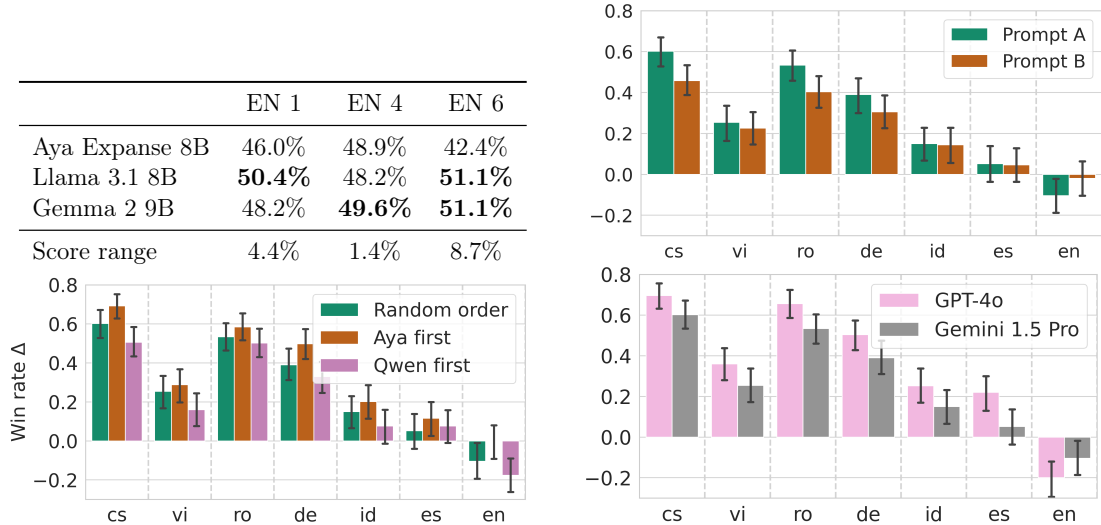 EN 1 EN 4 EN 6
Aya Expanse 8B 46.0% 48.9% 42.4%
Llama 3.1 8B 50.4% 48.2% 51.1%
Gemma 2 9B 48.2% 49.6% 51.1%
Score range 4.4% 1.4% 8.7%
0.6
0.4
0.2
0.0
−0.2
Prompt A
Prompt B
cs vi ro de id es en
Win rate Δ
0.8
0.6
0.4
0.2
0.0
−0.2
Random order
Aya first
Qwen first
cs vi ro de id es en
0.8
0.6
0.4
0.2
0.0
−0.2
GPT-4o
Gemini 1.5 Pro
cs vi ro de id es en